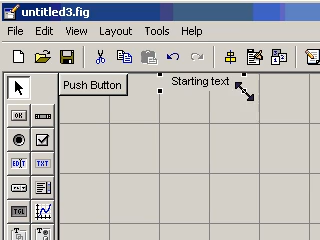 untitled3.fig
File Edit View Layout Tools Help
Push Button Starting text
OK
EDIT TXT
TGL
T T